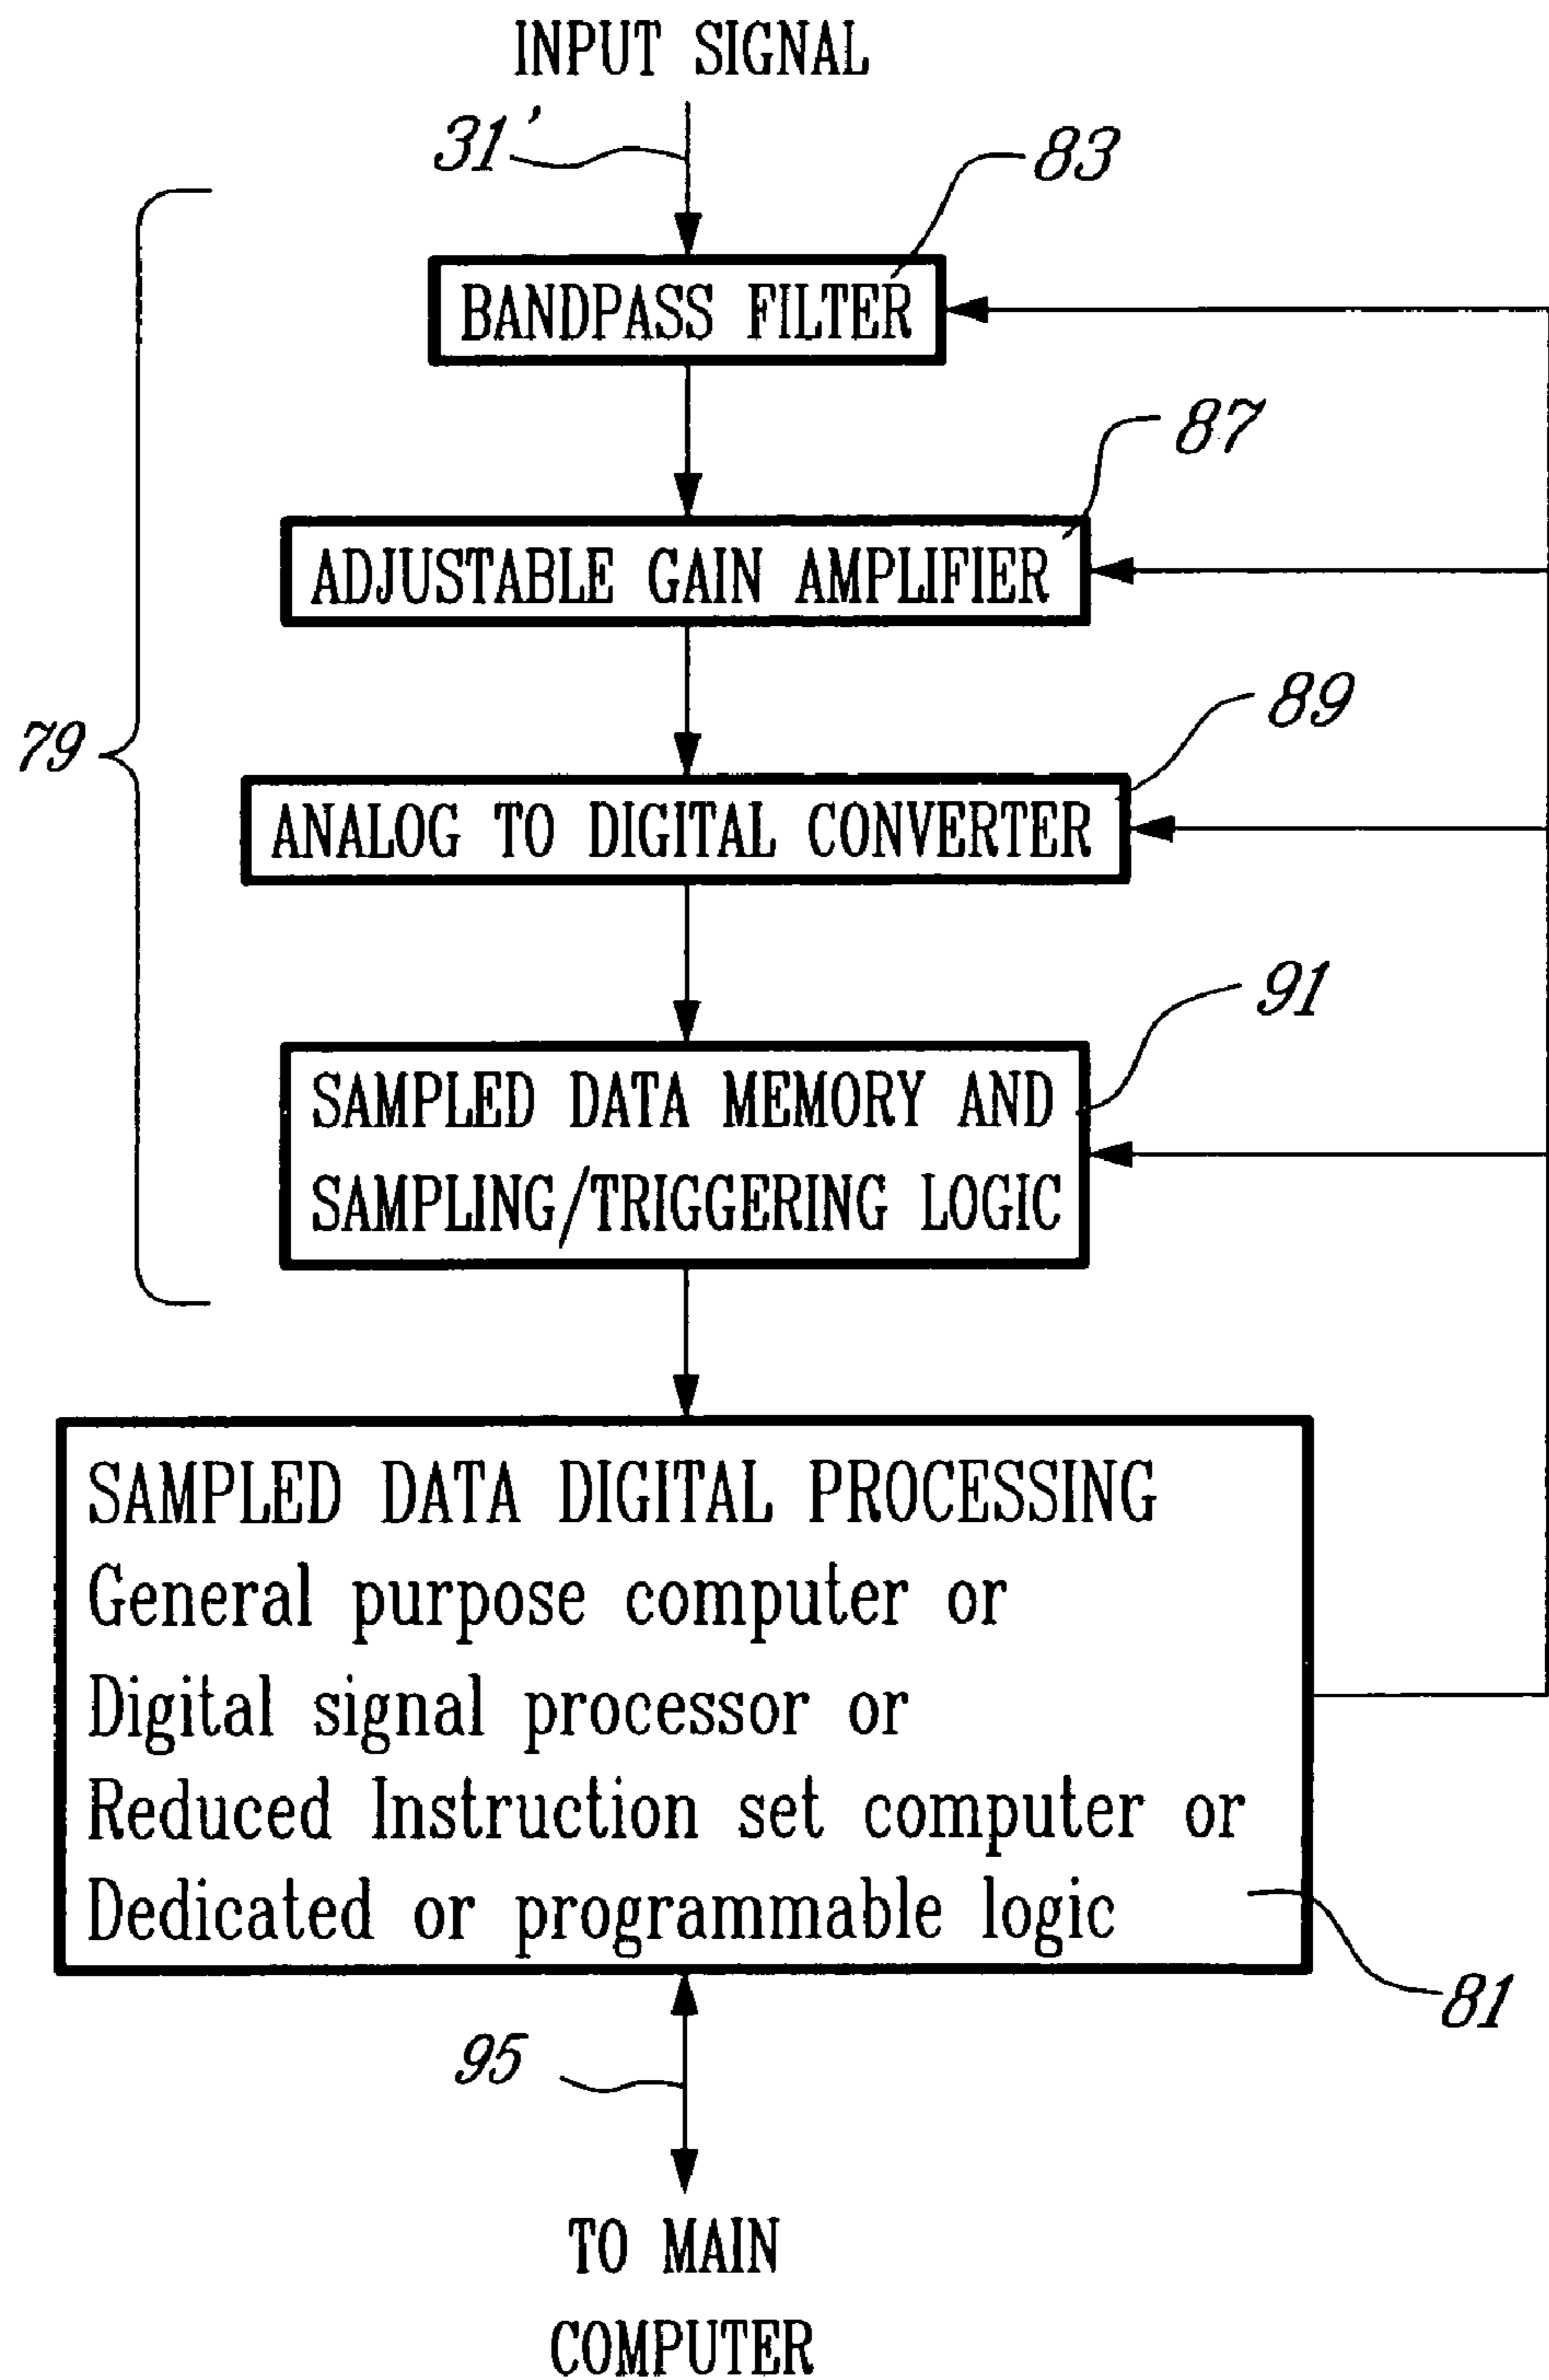 INPUT SIGNAL
31'
83
BANDPASS FILTER
87
ADJUSTABLE GAIN AMPLIFIER
79
89
ANALOG TO DIGITAL CONVERTER
91
SAMPLED DATA MEMORY AND
SAMPLING/TRIGGERING LOGIC
SAMPLED DATA DIGITAL PROCESSING
General purpose computer or
Digital signal processor or
Reduced Instruction set computer or
Dedicated or programmable logic
81
95
TO MAIN
COMPUTER